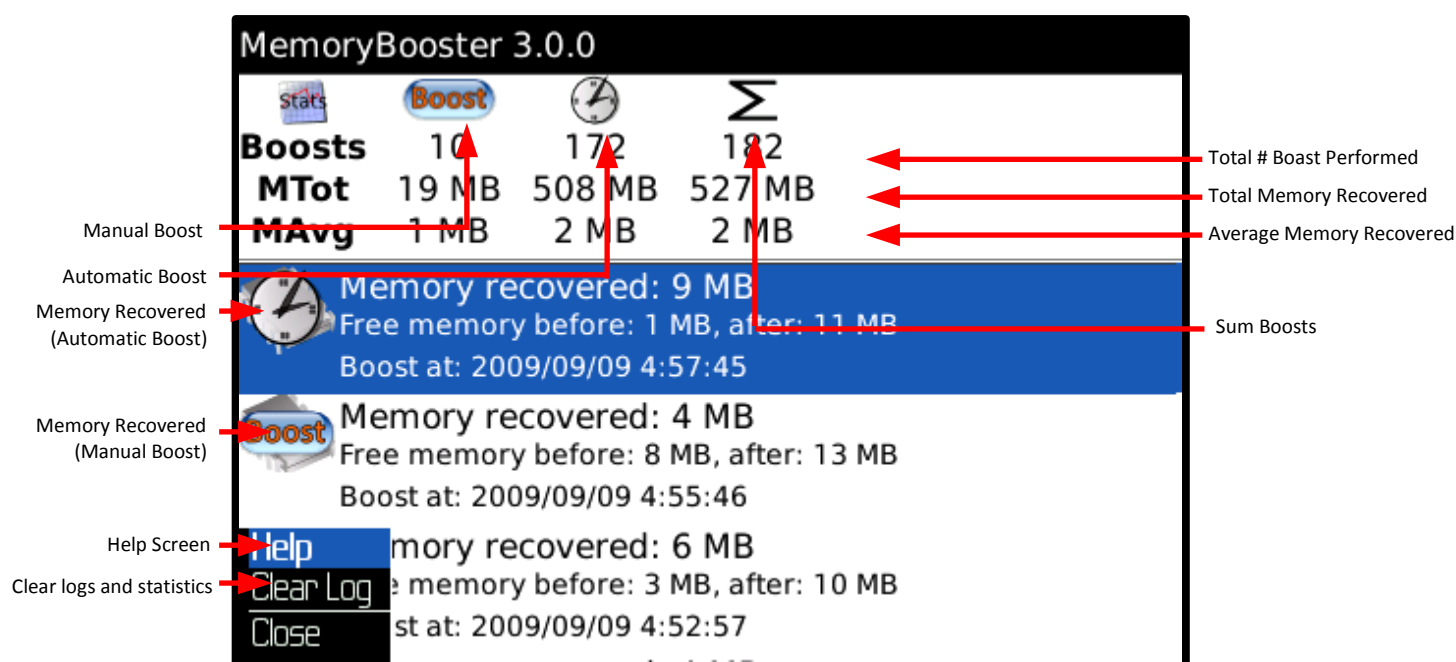 MemoryBooster 3.0.0
Stats Boost
Boosts 10 172 182
MTot 19 MB 508 MB 527 MB
MAvg 1 MB 2 MB 2 MB
Total # Boast Performed
Total Memory Recovered
Average Memory Recovered
Manual Boost
Automatic Boost
Memory Recovered
(Automatic Boost)
Memory recovered: 9 MB
Free memory before: 1 MB, after: 11 MB
Boost at: 2009/09/09 4:57:45
Sum Boosts
Memory Recovered
(Manual Boost)
Boost
Memory recovered: 4 MB
Free memory before: 8 MB, after: 13 MB
Boost at: 2009/09/09 4:55:46
Help Screen
Help
mory recovered: 6 MB
Clear logs and statistics
Clear Log
memory before: 3 MB, after: 10 MB
Close
st at: 2009/09/09 4:52:57